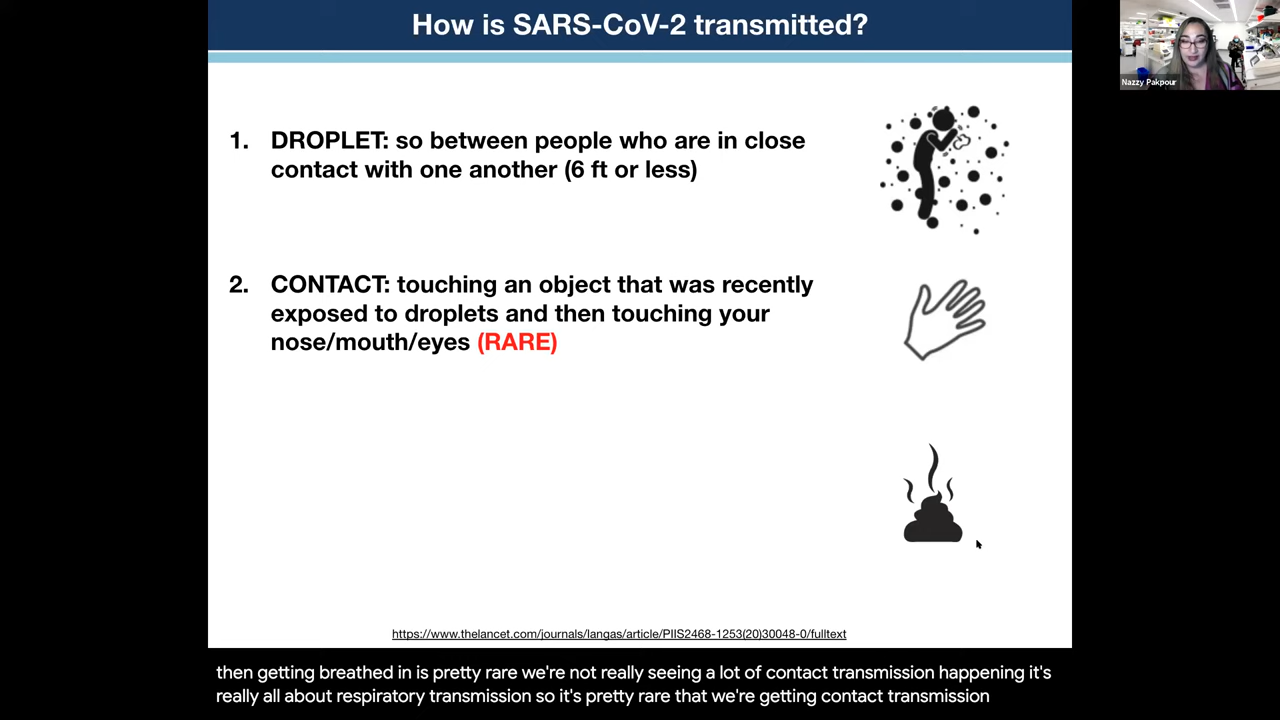 How is SARS-CoV-2 transmitted?
Nazzy Pakpour
1. DROPLET: so between people who are in close
contact with one another (6 ft or less)
2. CONTACT: touching an object that was recently
exposed to droplets and then touching your
nose/mouth/eyes (RARE)
https://www.thelancet.com/journals/langas/article/PIIS2468-1253(20)30048-0/fulltext
then getting breathed in is pretty rare we're not really seeing a lot of contact transmission happening it's
really all about respiratory transmission so it's pretty rare that we're getting contact transmission